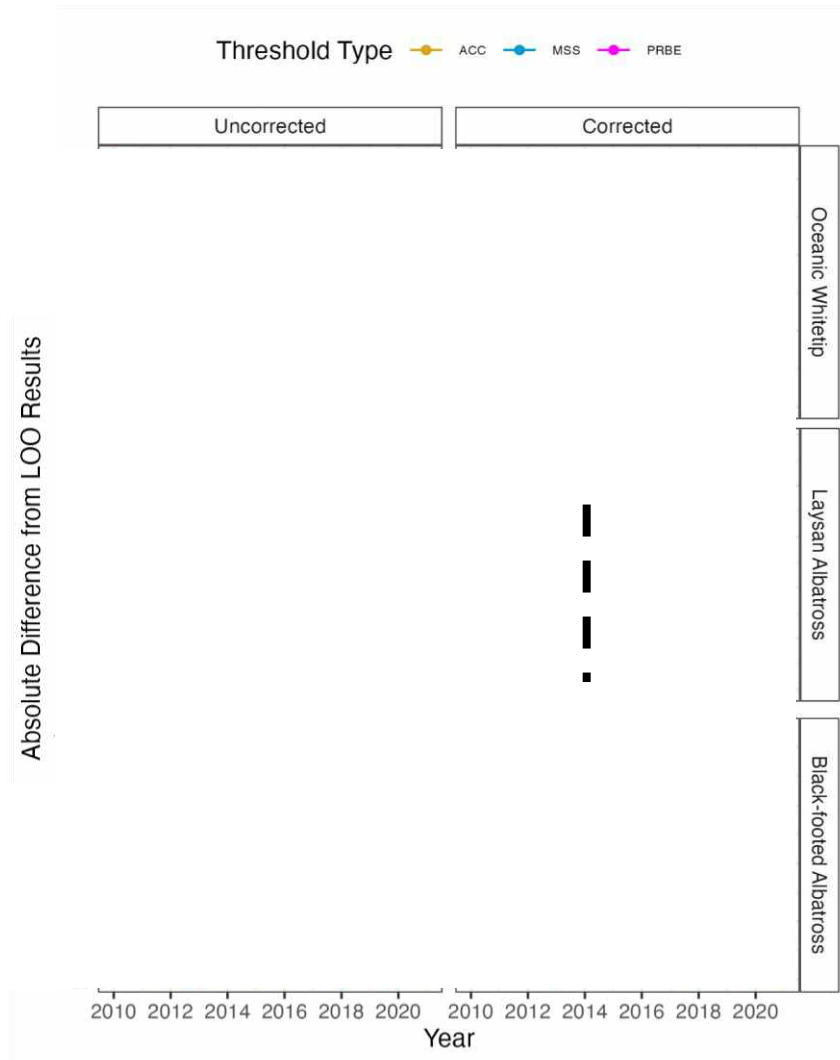 Threshold Type ACC MSS PRBE
Uncorrected Corrected
Oceanic Whitetip
Laysan Albatross
Black-footed Albatross
Absolute Difference from LOO Results
2010 2012 2014 2016 2018 2020 2010 2012 2014 2016 2018 2020
Year